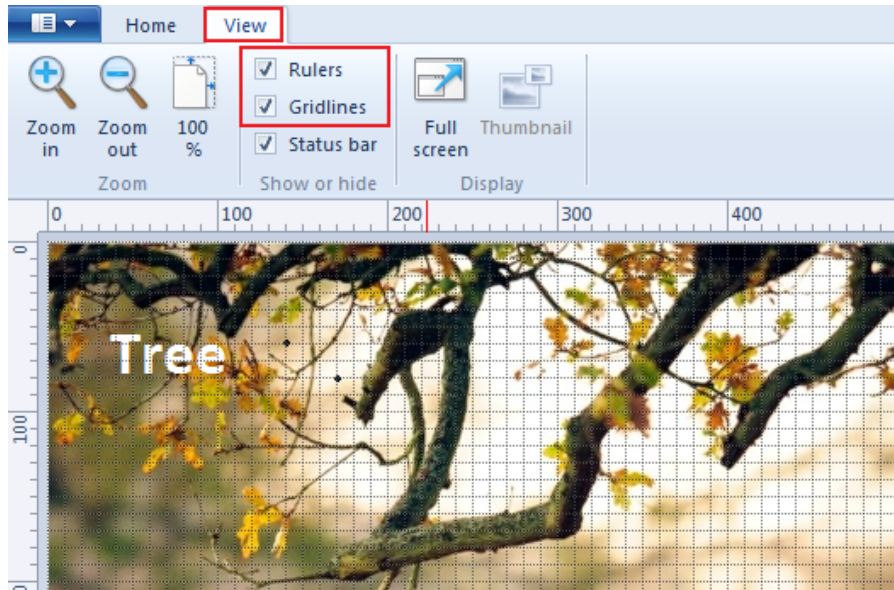 Home View
Rulers
Gridlines
Status bar
Zoom in
Zoom out
100 %
Full screen
Thumbnail
Zoom
Show or hide
Display
0 100 200 300 400
0
Tree
100